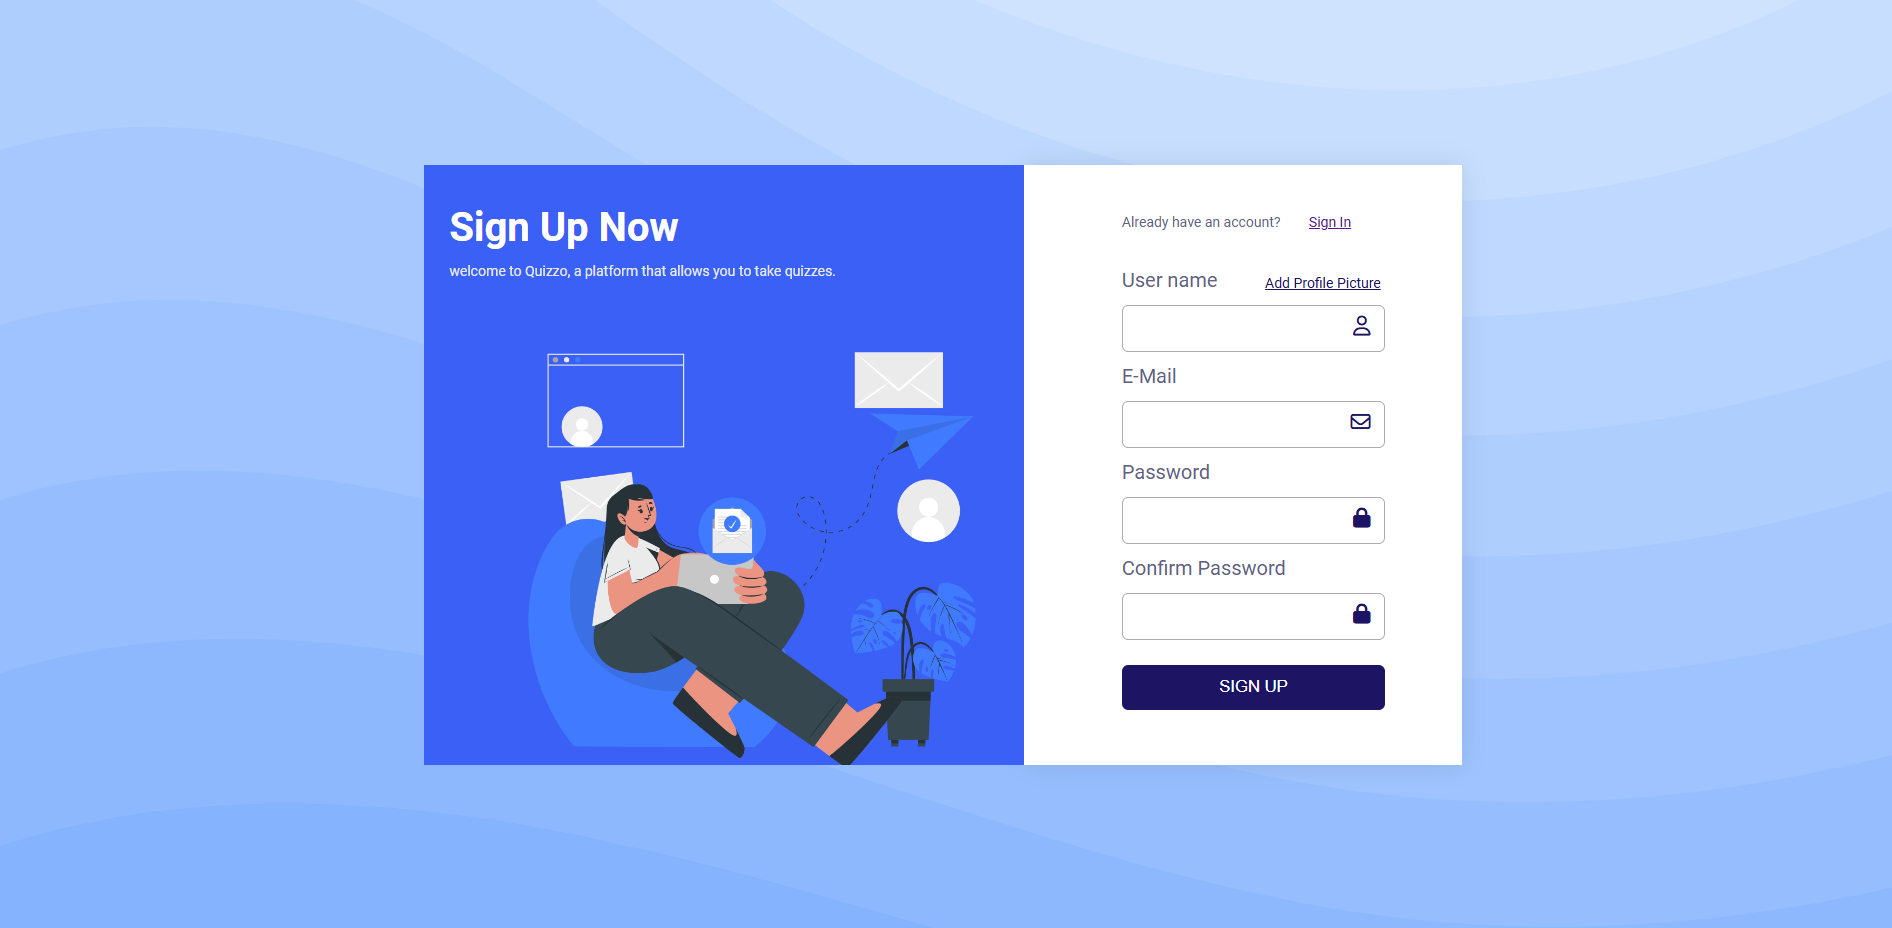 Sign Up Now
welcome to Quizzo, a platform that allows you to take quizzes.
Already have an account? Sign In
User name Add Profile Picture
E-Mail
Password
Confirm Password
SIGN UP